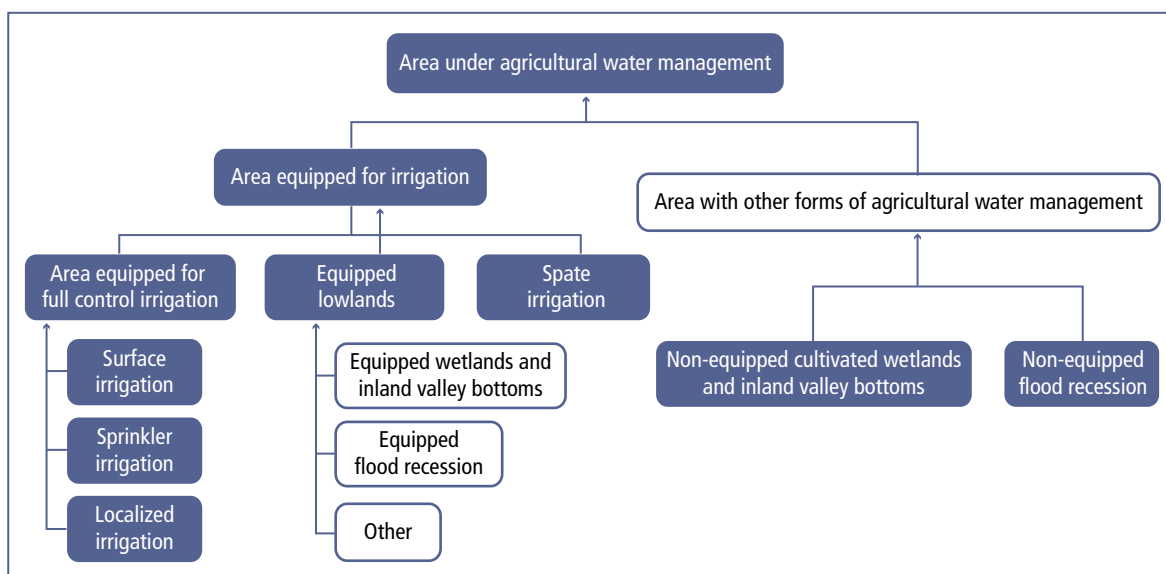 Area under agricultural water management
Area equipped for irrigation
Area with other forms of agricultural water management
Area equipped for
full control irrigation
Equipped
lowlands
Spate
irrigation
Surface
irrigation
Sprinkler
irrigation
Localized
irrigation
Equipped wetlands and
inland valley bottoms
Equipped
flood recession
Other
Non-equipped cultivated wetlands
and inland valley bottoms
Non-equipped
flood recession